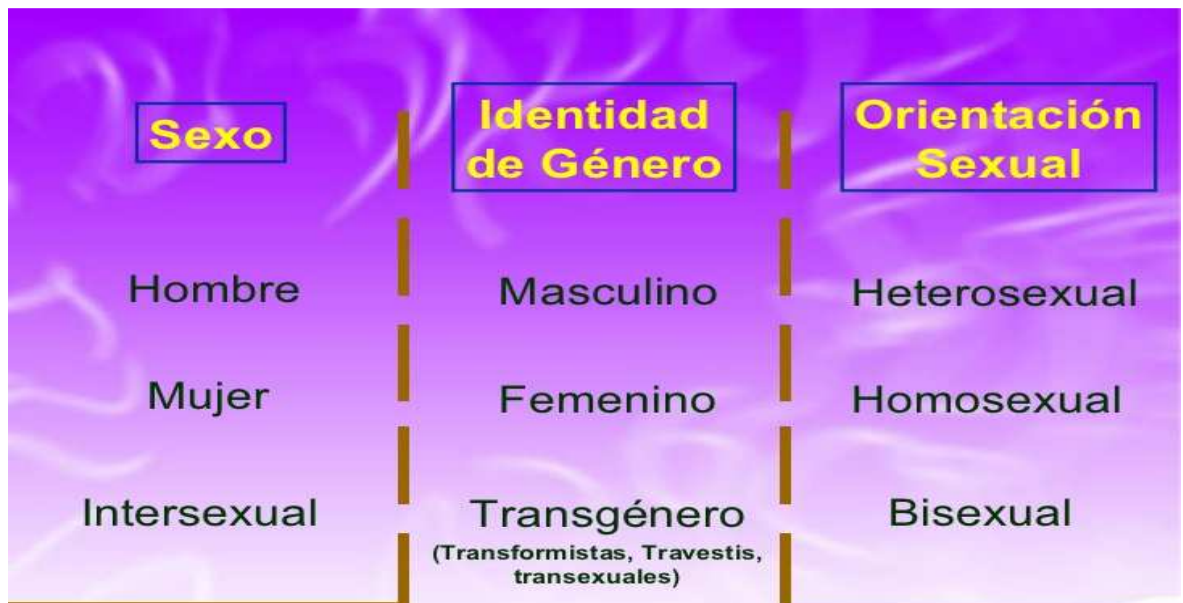 Sexo
Identidad
de Género
Orientación
Sexual
Hombre
Masculino
Heterosexual
Mujer
Femenino
Homosexual
Intersexual
Transgénero
(Transformistas, Travestis,
transexuales)
Bisexual